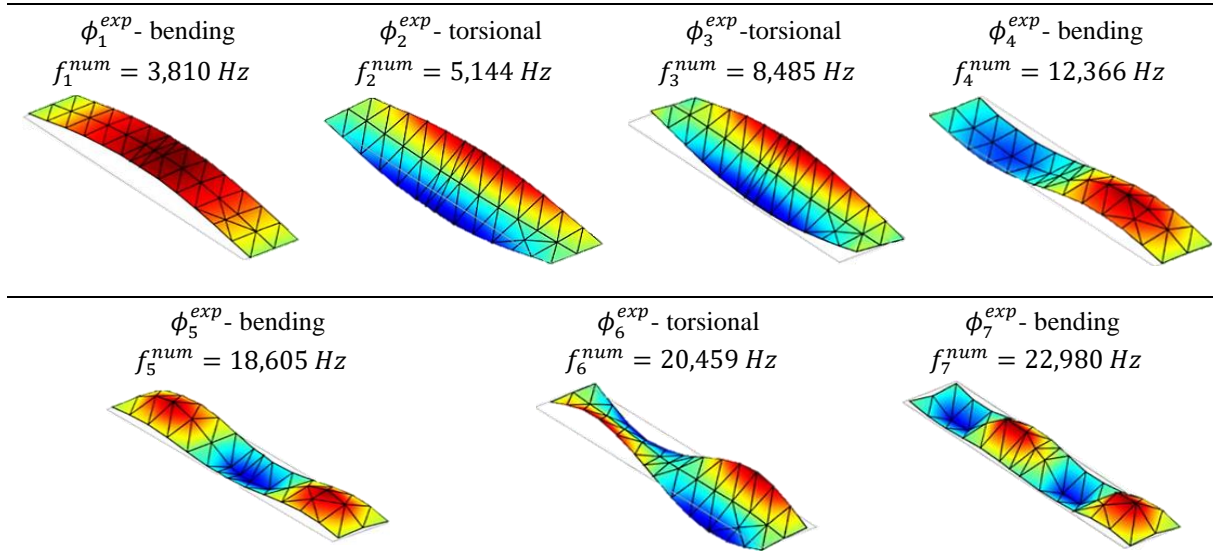 ϕ₁ᵉˣᵖ- bending ϕ₂ᵉˣᵖ- torsional ϕ₃ᵉˣᵖ-torsional ϕ₄ᵉˣᵖ- bending
f₁ⁿᵘᵐ = 3,810 Hz f₂ⁿᵘᵐ = 5,144 Hz f₃ⁿᵘᵐ = 8,485 Hz f₄ⁿᵘᵐ = 12,366 Hz
ϕ₅ᵉˣᵖ- bending ϕ₆ᵉˣᵖ- torsional ϕ₇ᵉˣᵖ- bending
f₅ⁿᵘᵐ = 18,605 Hz f₆ⁿᵘᵐ = 20,459 Hz f₇ⁿᵘᵐ = 22,980 Hz